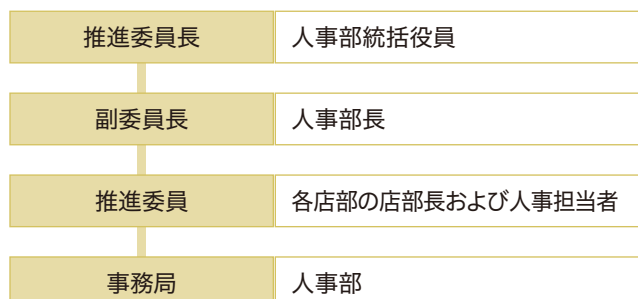 推進委員長 人事部統括役員
副委員長 人事部長
推進委員 各店部の店部長および人事担当者
事務局 人事部